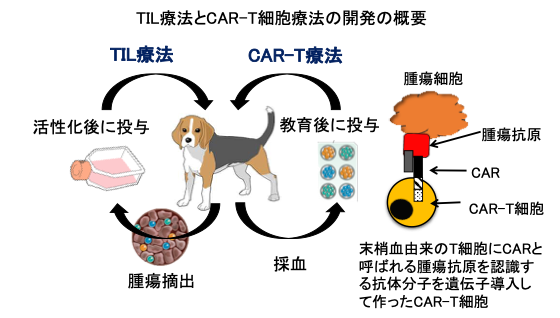 TIL療法とCAR-T細胞療法の開発の概要
TIL療法
CAR-T療法
活性化後に投与
教育後に投与
腫瘍摘出
採血
腫瘍細胞
腫瘍抗原
CAR
CAR-T細胞
末梢血由来のT細胞にCARと
呼ばれる腫瘍抗原を認識す
る抗体分子を遺伝子導入し
て作ったCAR-T細胞